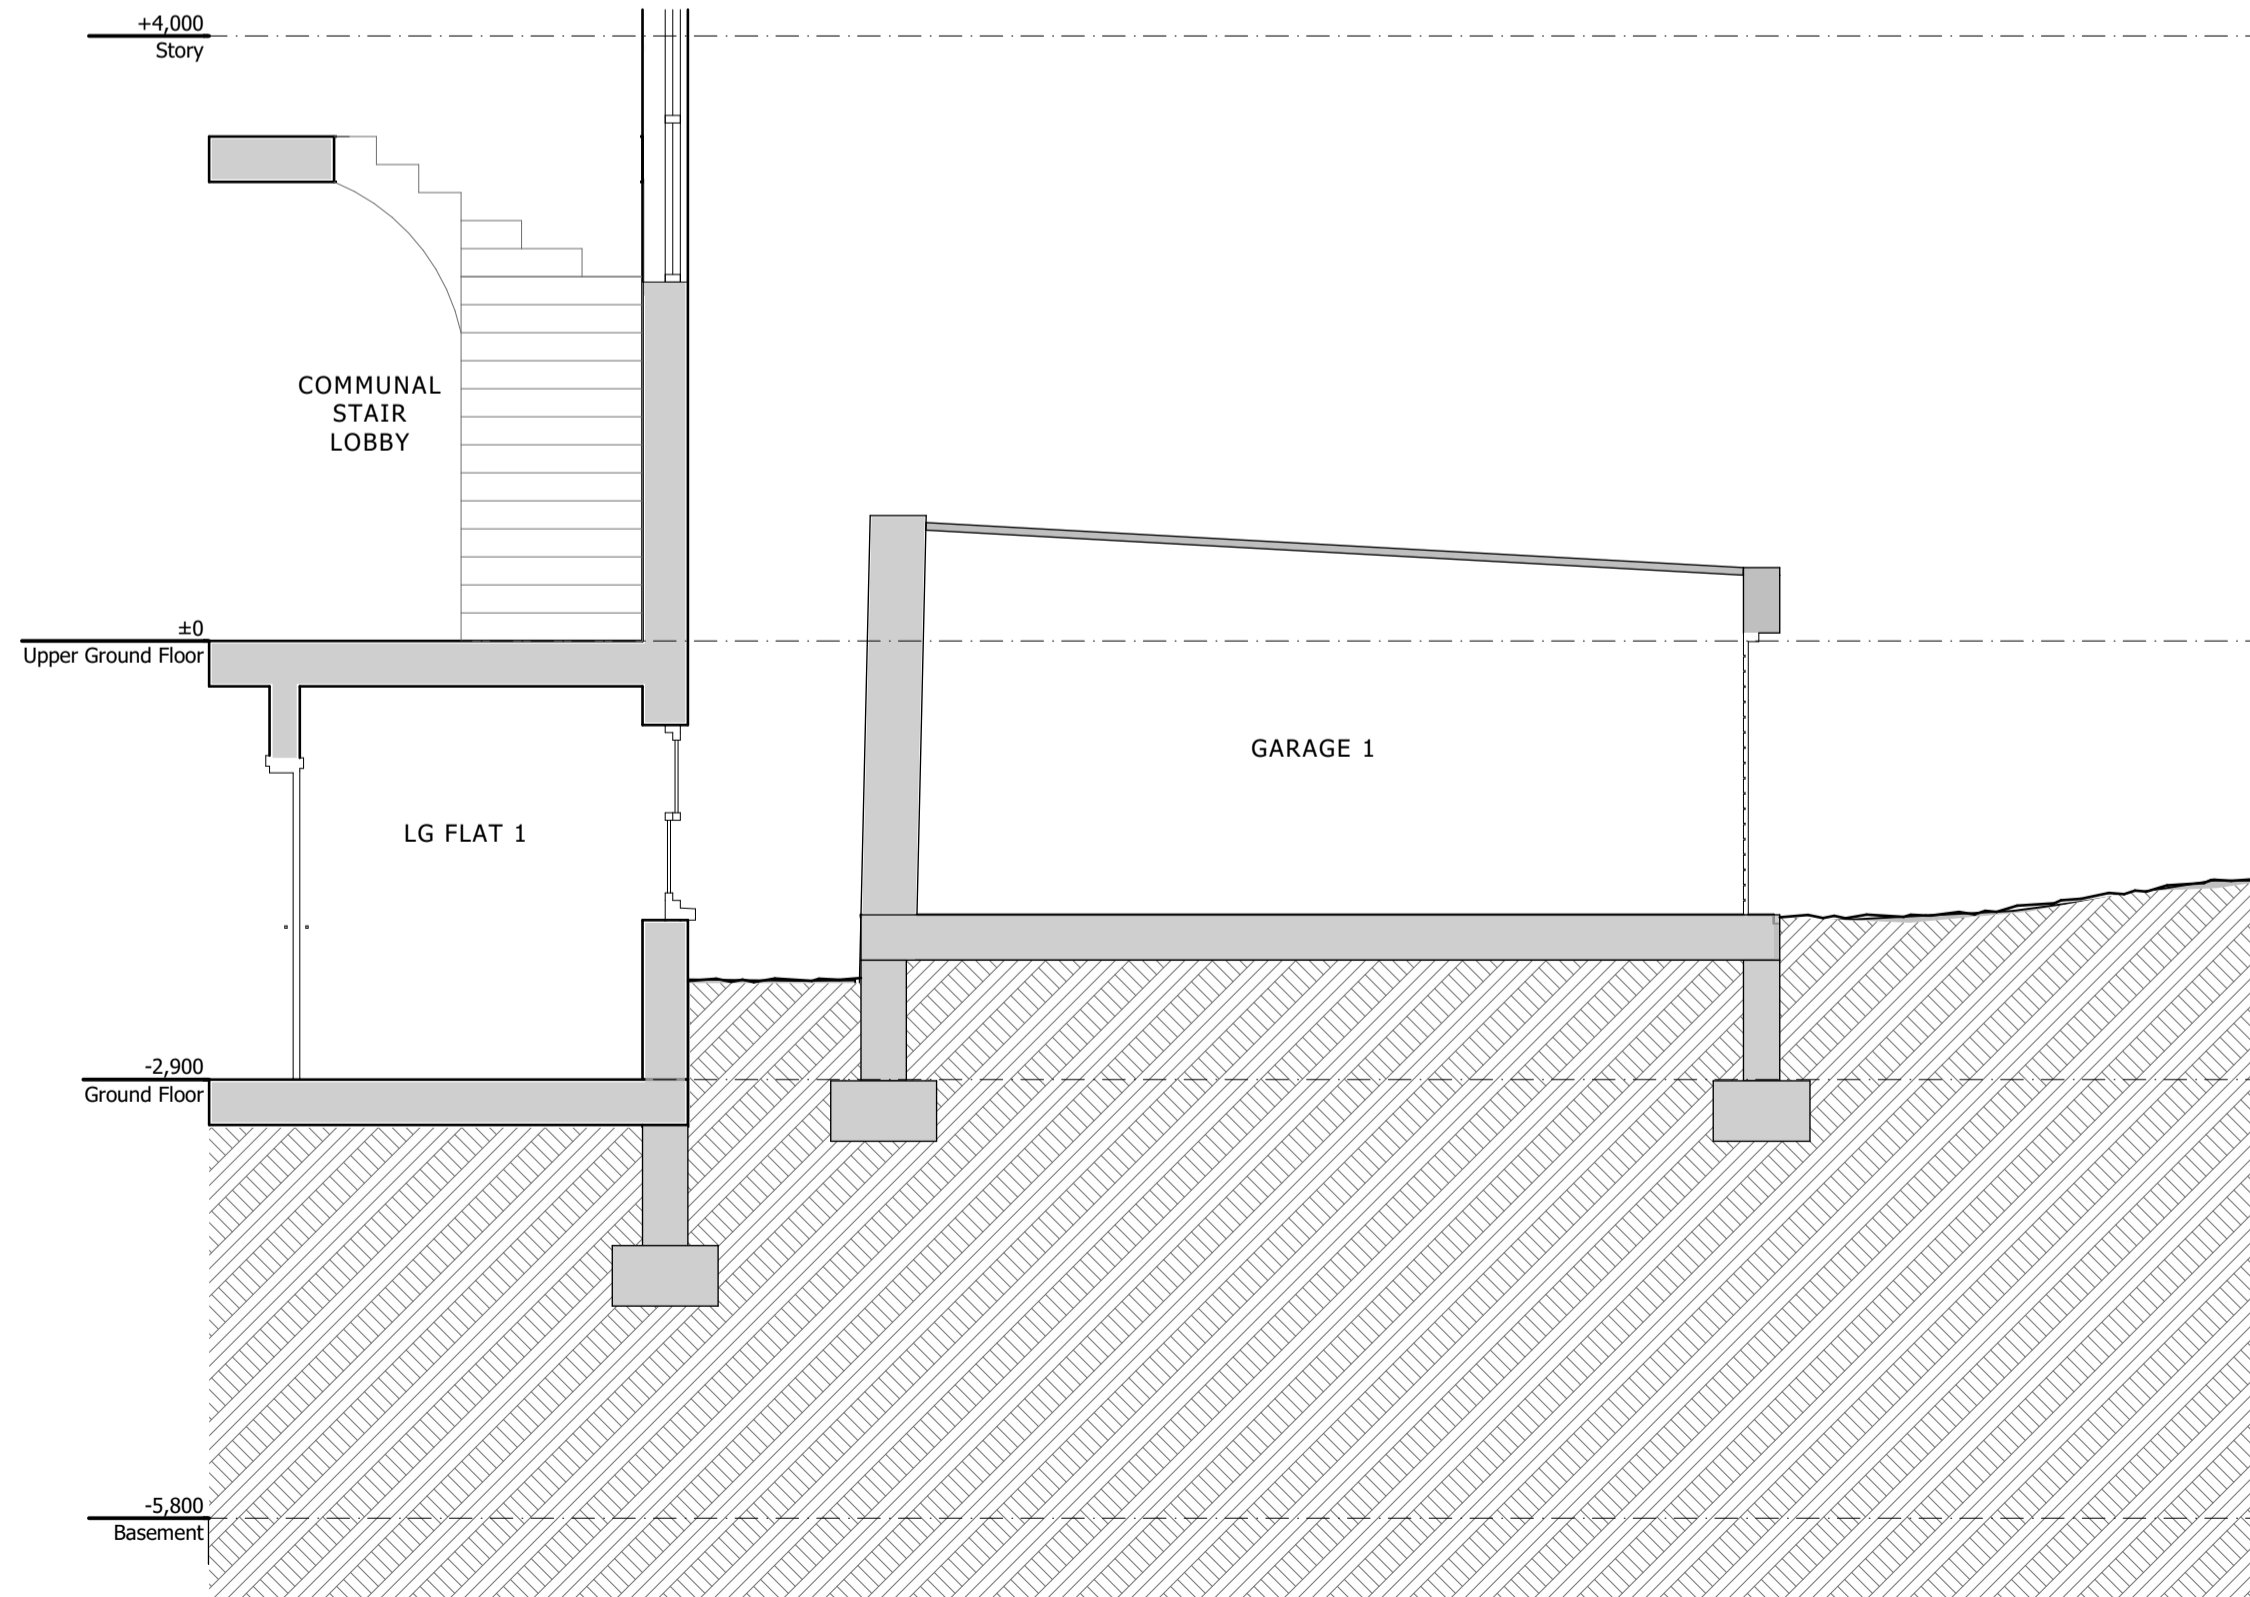 +4,000
Story
COMMUNAL
STAIR
LOBBY
±0
Upper Ground Floor
GARAGE 1
LG FLAT 1
-2,900
Ground Floor
-5,800
Basement